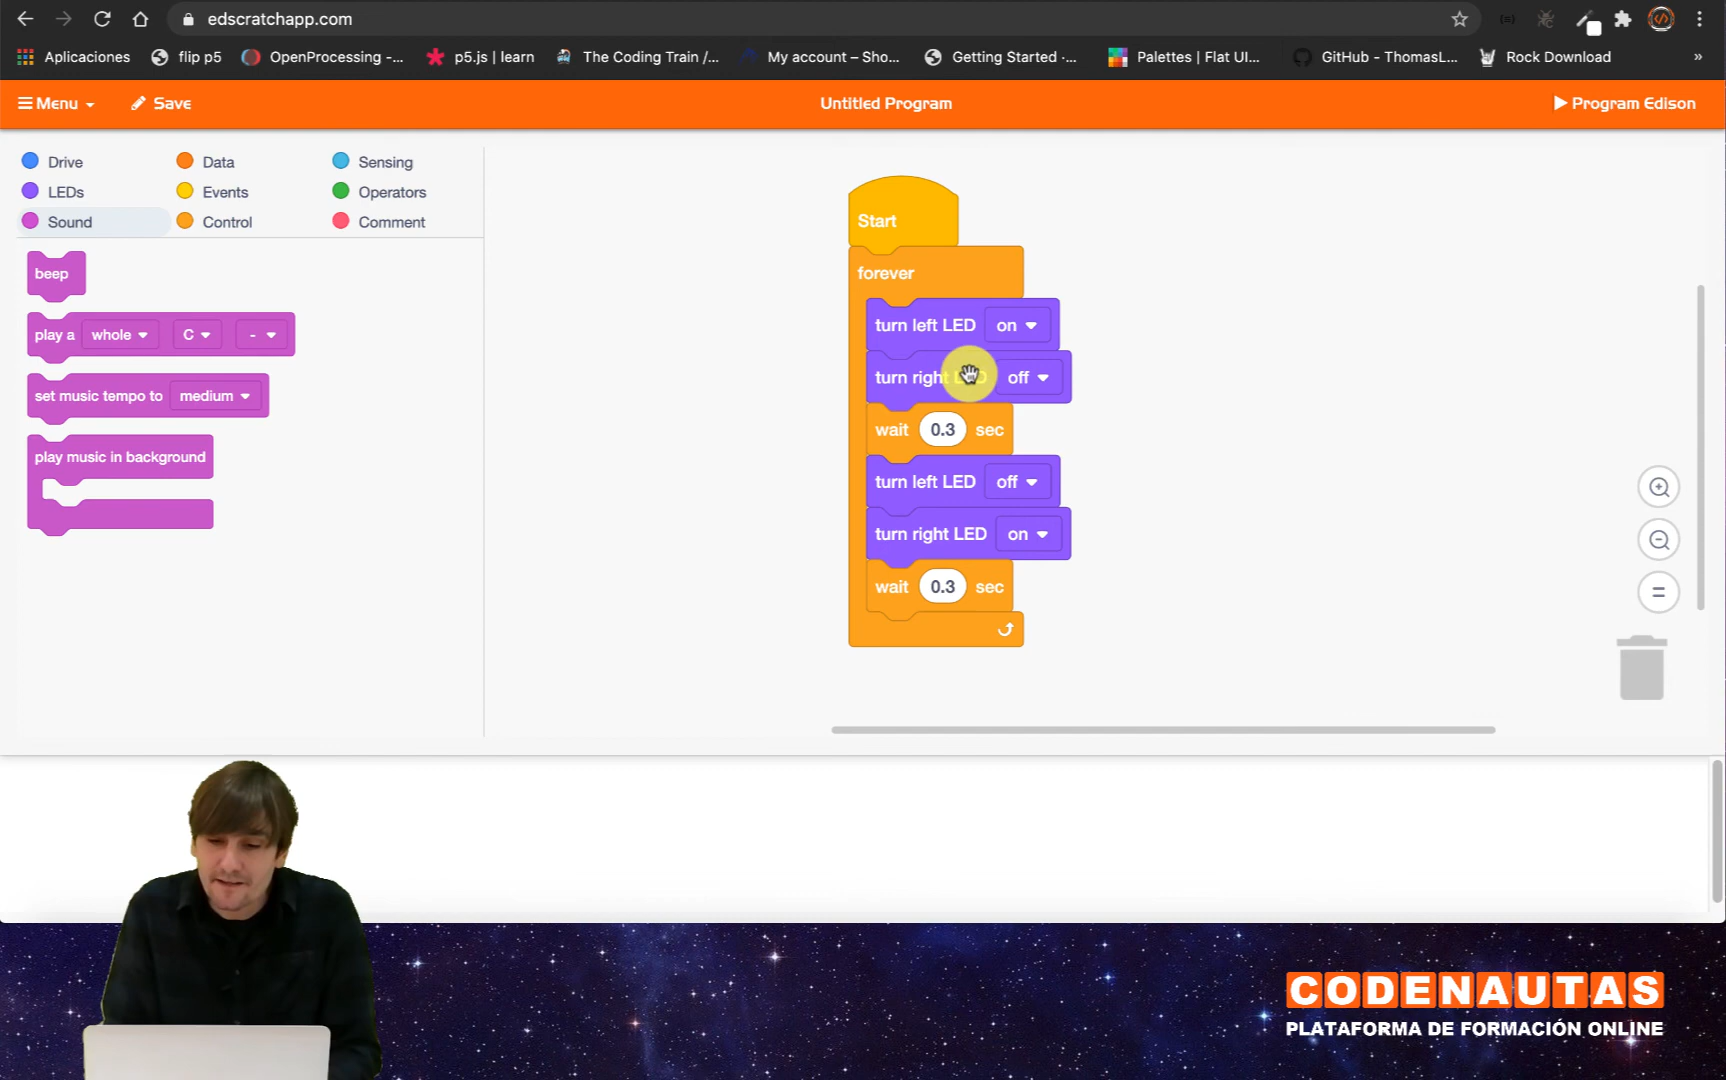 edscratchapp.com
Aplicaciones
flip p5
OpenProcessing -...
p5.js | learn
The Coding Train /...
My account – Sho...
Getting Started -...
Palettes | Flat UI...
GitHub - ThomasL...
Rock Download
»
Menu
Save
Untitled Program
Program Edison
Drive
Data
Sensing
LEDs
Events
Operators
Sound
Control
Comment
beep
play a whole C -
set music tempo to medium
play music in background
Start
forever
turn left LED on
turn right off
wait 0.3 sec
turn left LED off
turn right LED on
wait 0.3 sec
CODENAUTAS
PLATAFORMA DE FORMACIÓN ONLINE